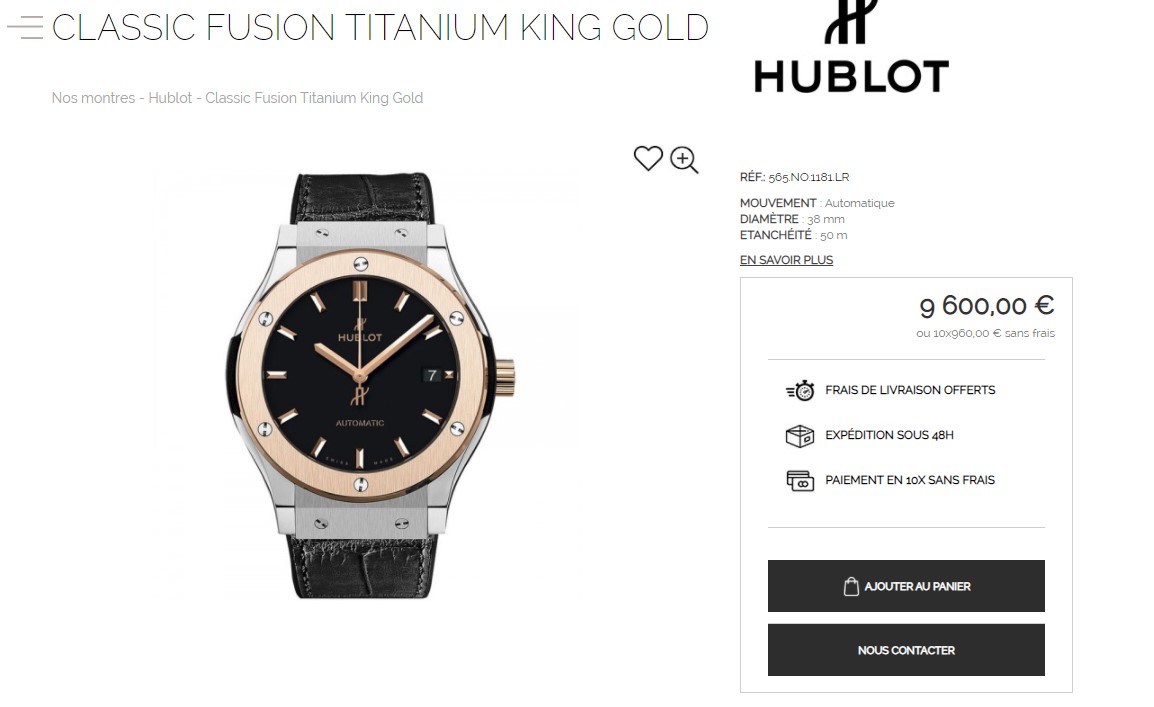 CLASSIC FUSION TITANIUM KING GOLD
HUBLOT
Nos montres - Hublot - Classic Fusion Titanium King Gold
RÉF.: 565.NO.1181.LR
MOUVEMENT : Automatique
DIAMÈTRE : 38 mm
ETANCHÉITÉ : 50 m
EN SAVOIR PLUS
9 600,00 €
ou 10x960,00 € sans frais
FRAIS DE LIVRAISON OFFERTS
EXPÉDITION SOUS 48H
PAIEMENT EN 10X SANS FRAIS
AJOUTER AU PANIER
NOUS CONTACTER
HUBLOT
7
AUTOMATIC
SWISS MADE